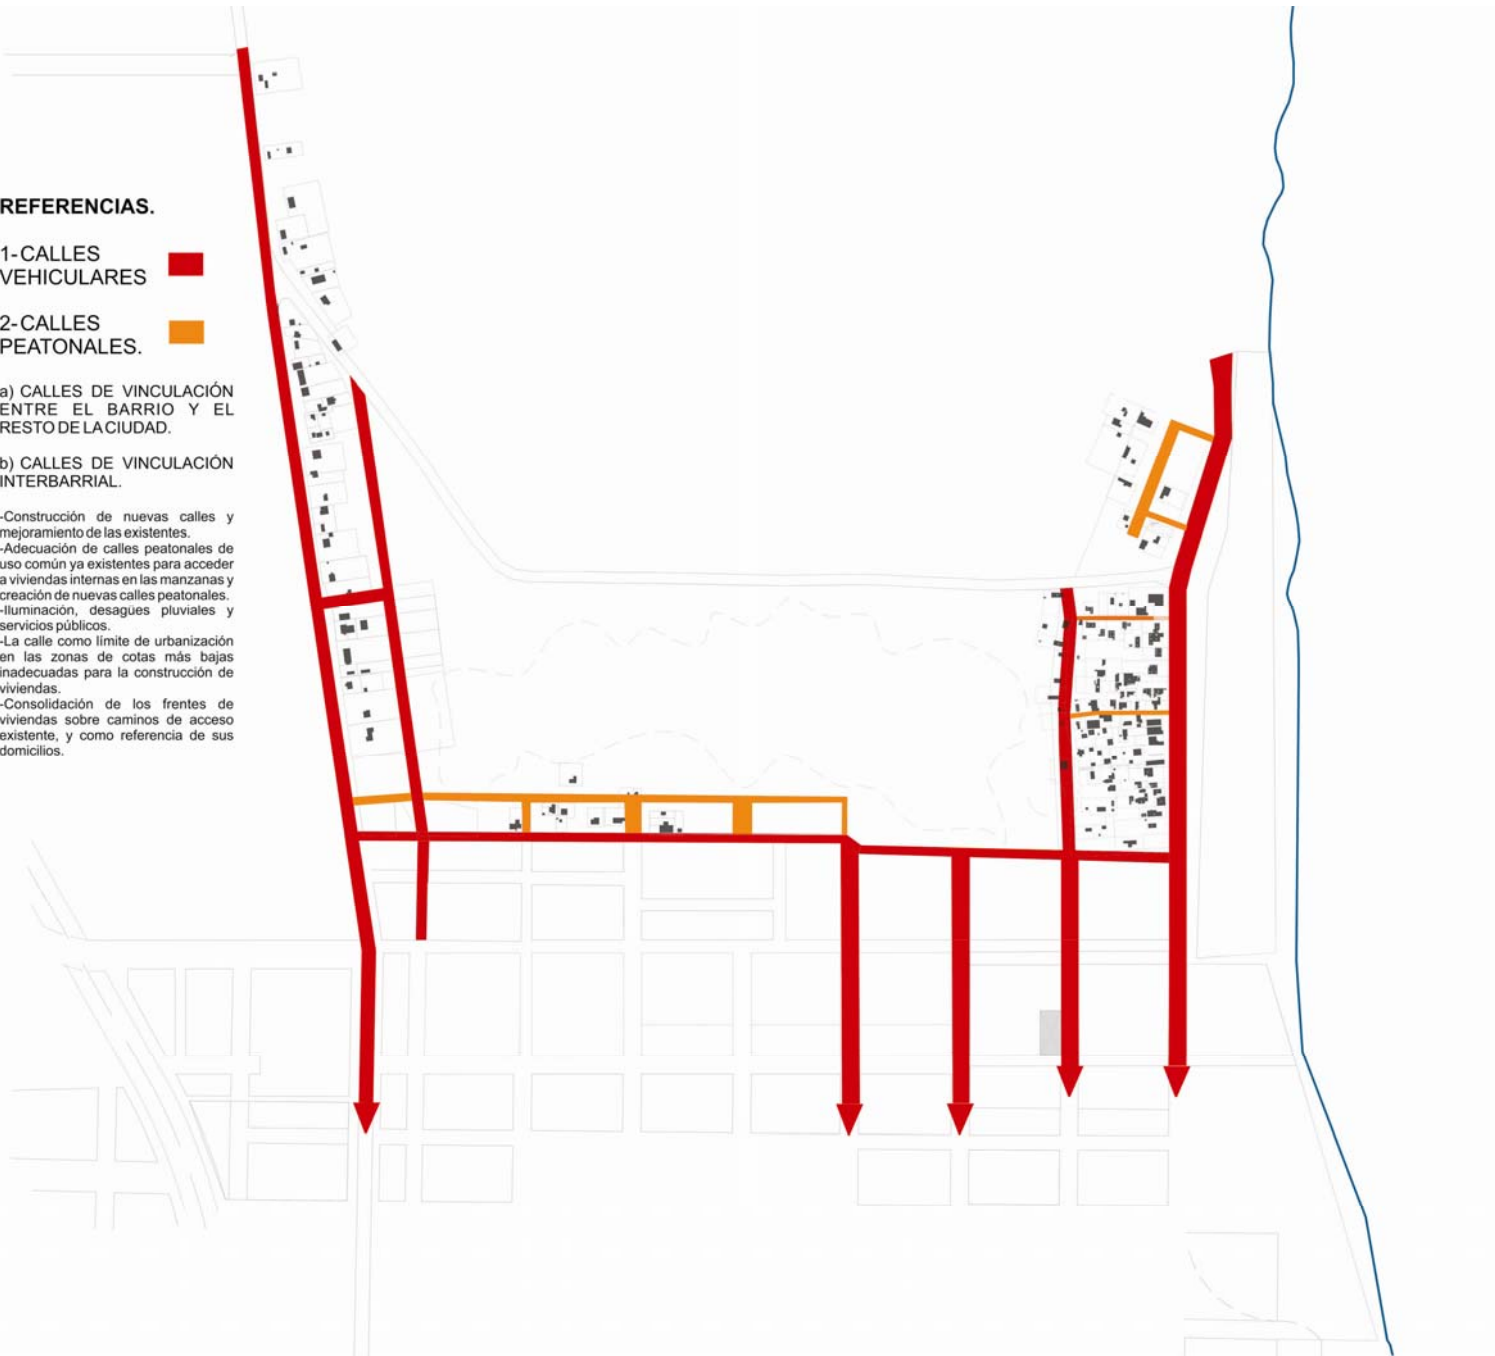 REFERENCIAS.
1-CALLES
VEHICULARES
2-CALLES
PEATONALES.
a) CALLES DE VINCULACIÓN
ENTRE EL BARRIO Y EL
RESTO DE LA CIUDAD.
b) CALLES DE VINCULACIÓN
INTERBARRIAL.
-Construcción de nuevas calles y
mejoramiento de las existentes.
-Adecuación de calles peatonales de
uso común ya existentes para acceder
a viviendas internas en las manzanas y
creación de nuevas calles peatonales.
-Iluminación, desagües pluviales y
servicios públicos.
-La calle como límite de urbanización
en las zonas de cotas más bajas
inadecuadas para la construcción de
viviendas.
-Consolidación de los frentes de
viviendas sobre caminos de acceso
existente, y como referencia de sus
domicilios.